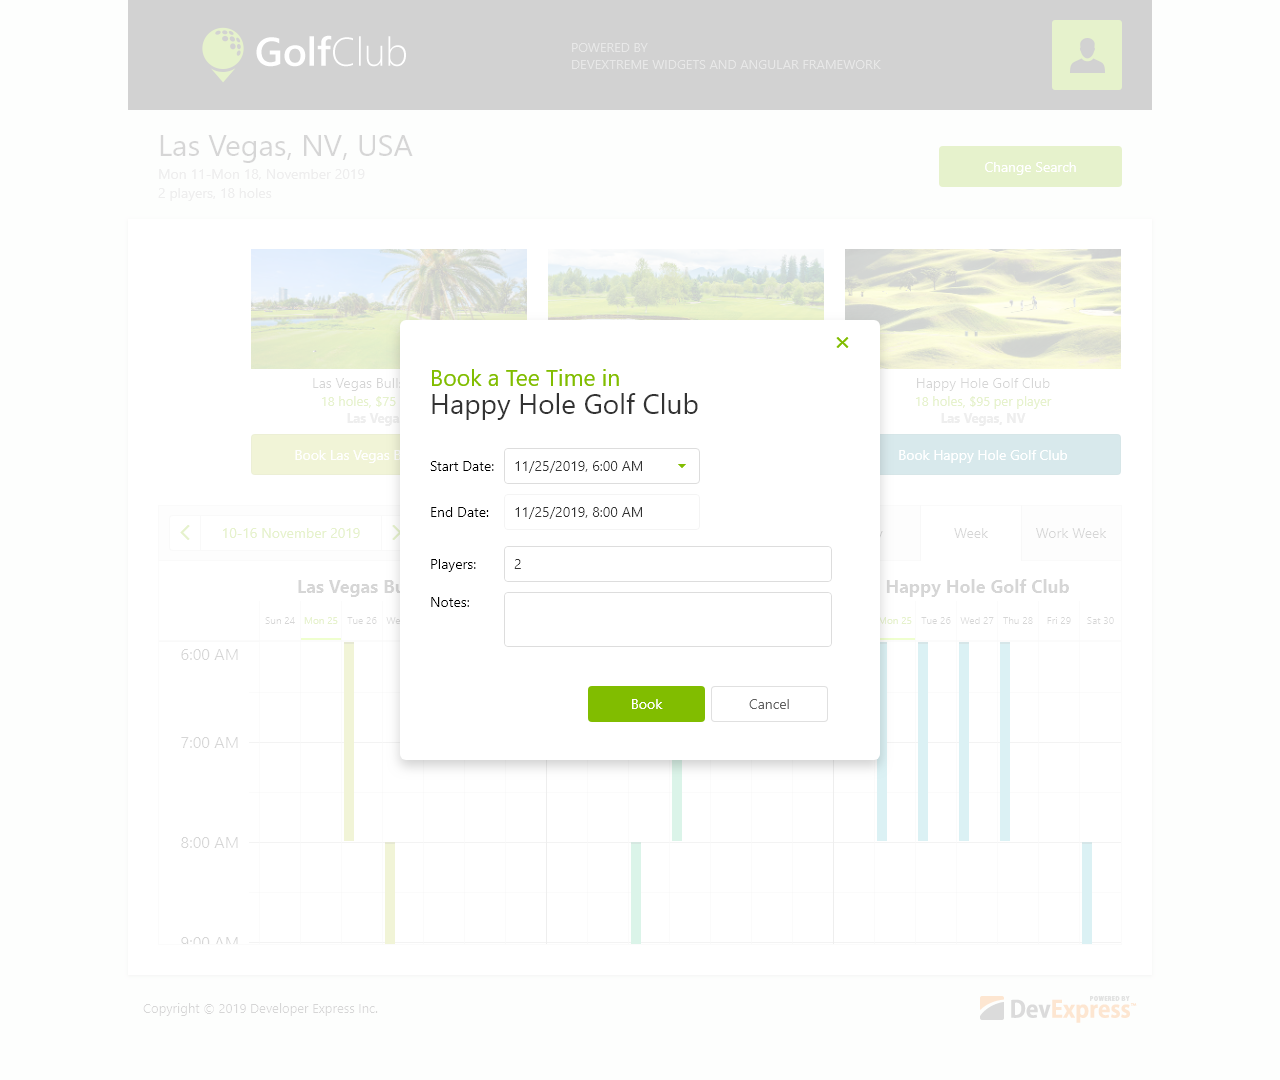 GolfClub
POWERED BY
DEVEXTREME WIDGETS AND ANGULAR FRAMEWORK
Las Vegas, NV, USA
Mon 11-Mon 18, November 2019
2 players, 18 holes
Change Search
Las Vegas Bulls
18 holes, $75
Las Vegas
Book Las Vegas B
Happy Hole Golf Club
18 holes, $95 per player
Las Vegas, NV
Book Happy Hole Golf Club
Book a Tee Time in
Happy Hole Golf Club
Start Date:
11/25/2019, 6:00 AM
End Date:
11/25/2019, 8:00 AM
Players:
2
Notes:
Book
Cancel
10-16 November 2019
Week
Work Week
Las Vegas Bu
Happy Hole Golf Club
Sun 24 Mon 25 Tue 26 We
Mon 25 Tue 26 Wed 27 Thu 28 Fri 29 Sat 30
6:00 AM
7:00 AM
8:00 AM
9:00 AM
Copyright © 2019 Developer Express Inc.
POWERED BY
DevExpress™